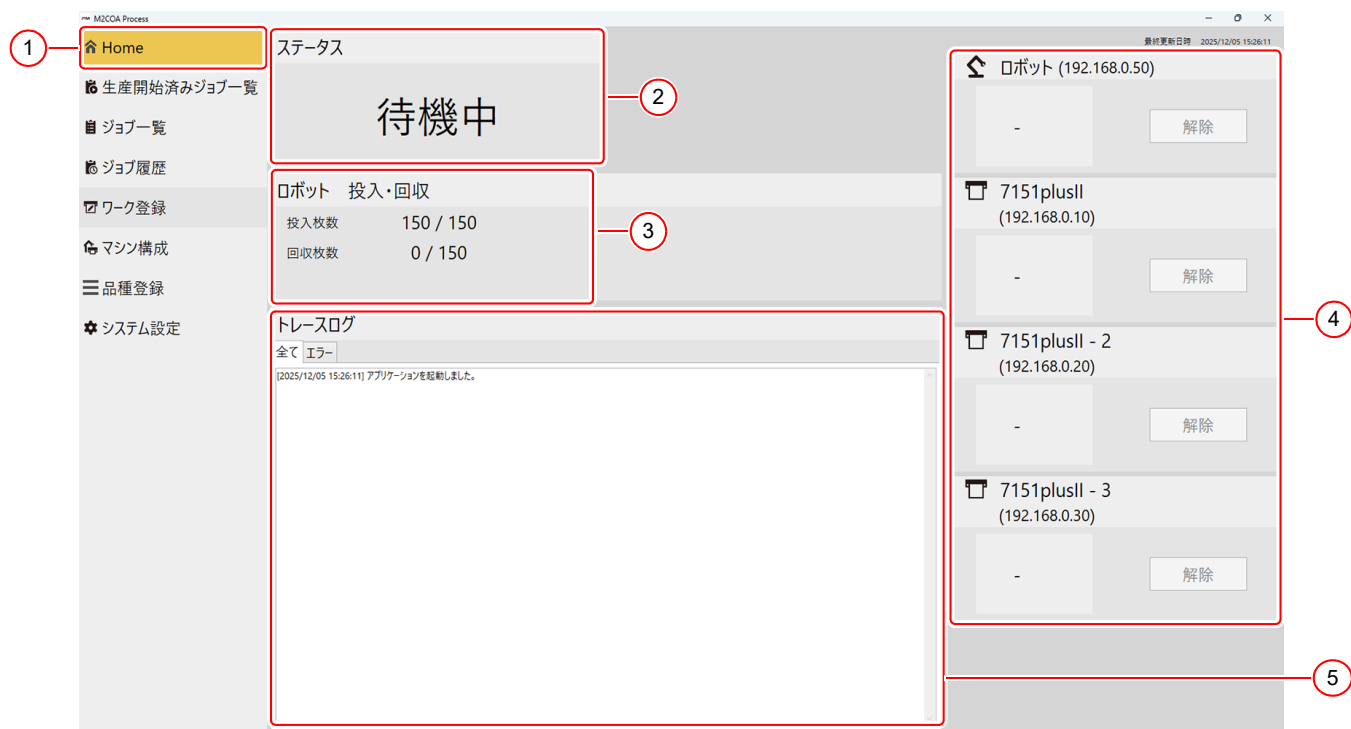 M2COA Process
最終更新日時 2025/12/05 15:26:11
1
Home
生産開始済みジョブ一覧
ジョブ一覧
ジョブ履歴
ワーク登録
マシン構成
品種登録
システム設定
ステータス
待機中
2
ロボット 投入・回収
投入枚数 150 / 150
回収枚数 0 / 150
3
トレースログ
全て エラー
[2025/12/05 15:26:11] アプリケーションを起動しました。
ロボット (192.168.0.50)
- 解除
7151plusII
(192.168.0.10)
- 解除
7151plusII - 2
(192.168.0.20)
- 解除
7151plusII - 3
(192.168.0.30)
- 解除
4
5